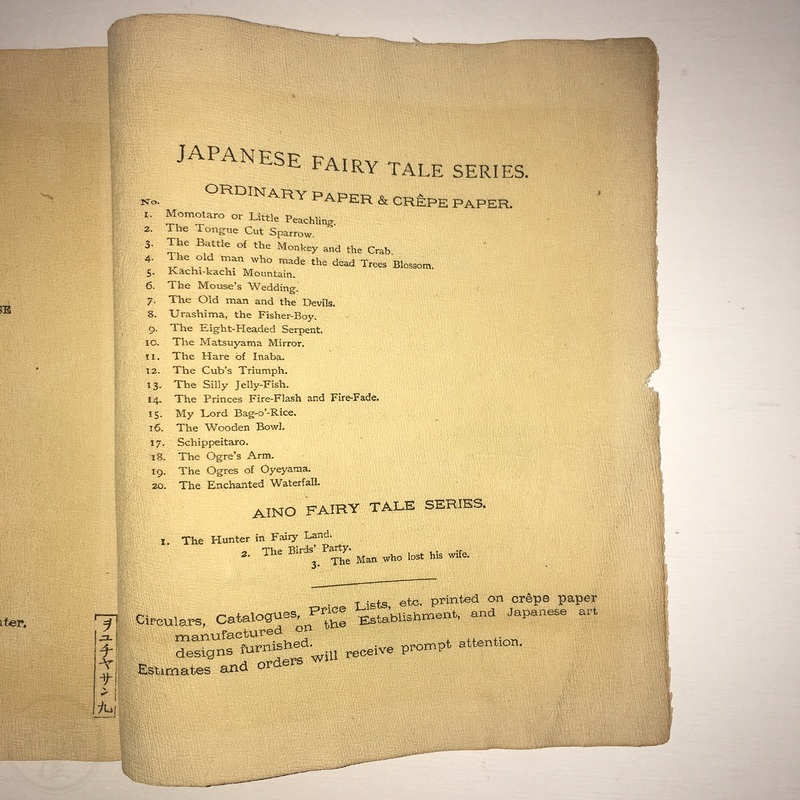 JAPANESE FAIRY TALE SERIES.
ORDINARY PAPER & CRÊPE PAPER.
No.
1. Momotaro or Little Peachling.
2. The Tongue Cut Sparrow.
3. The Battle of the Monkey and the Crab.
4. The old man who made the dead Trees Blossom.
5. Kachi-kachi Mountain.
6. The Mouse's Wedding.
7. The Old man and the Devils.
8. Urashima, the Fisher-Boy.
9. The Eight-Headed Serpent.
10. The Matsuyama Mirror.
11. The Hare of Inaba.
12. The Cub's Triumph.
13. The Silly Jelly-Fish.
14. The Princes Fire-Flash and Fire-Fade.
15. My Lord Bag-o'-Rice.
16. The Wooden Bowl.
17. Schippeitaro.
18. The Ogre's Arm.
19. The Ogres of Oyeyama.
20. The Enchanted Waterfall.
AINO FAIRY TALE SERIES.
1. The Hunter in Fairy Land.
2. The Birds' Party.
3. The Man who lost his wife.
Circulars, Catalogues, Price Lists, etc. printed on crêpe paper
manufactured on the Establishment, and Japanese art
designs furnished.
Estimates and orders will receive prompt attention.
ヲユチヤサン九